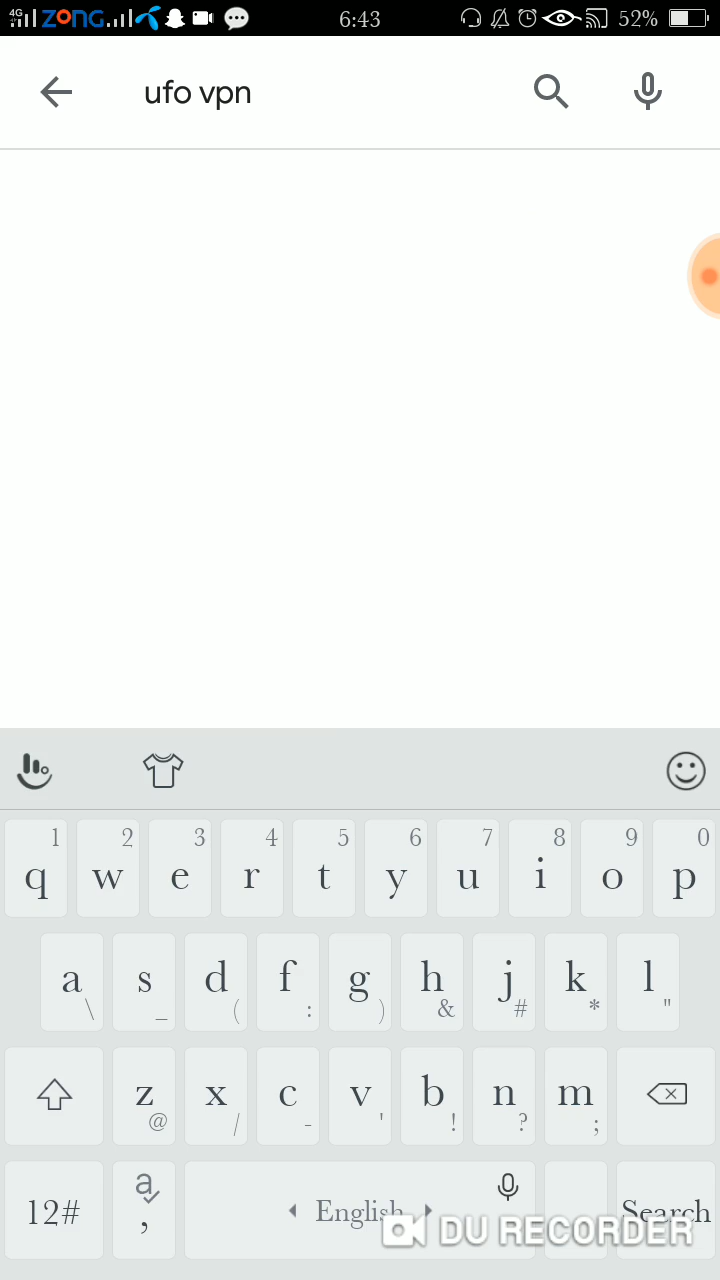 4G ZONG 6:43 52%
ufo vpn
1 2 3 4 5 6 7 8 9 0
q w e r t y u i o p
a s d f g h j k l
\ _ ( : ) & # * "
z x c v b n m
@ / - ' ! ? ;
a
12# , English Search
DU RECORDER